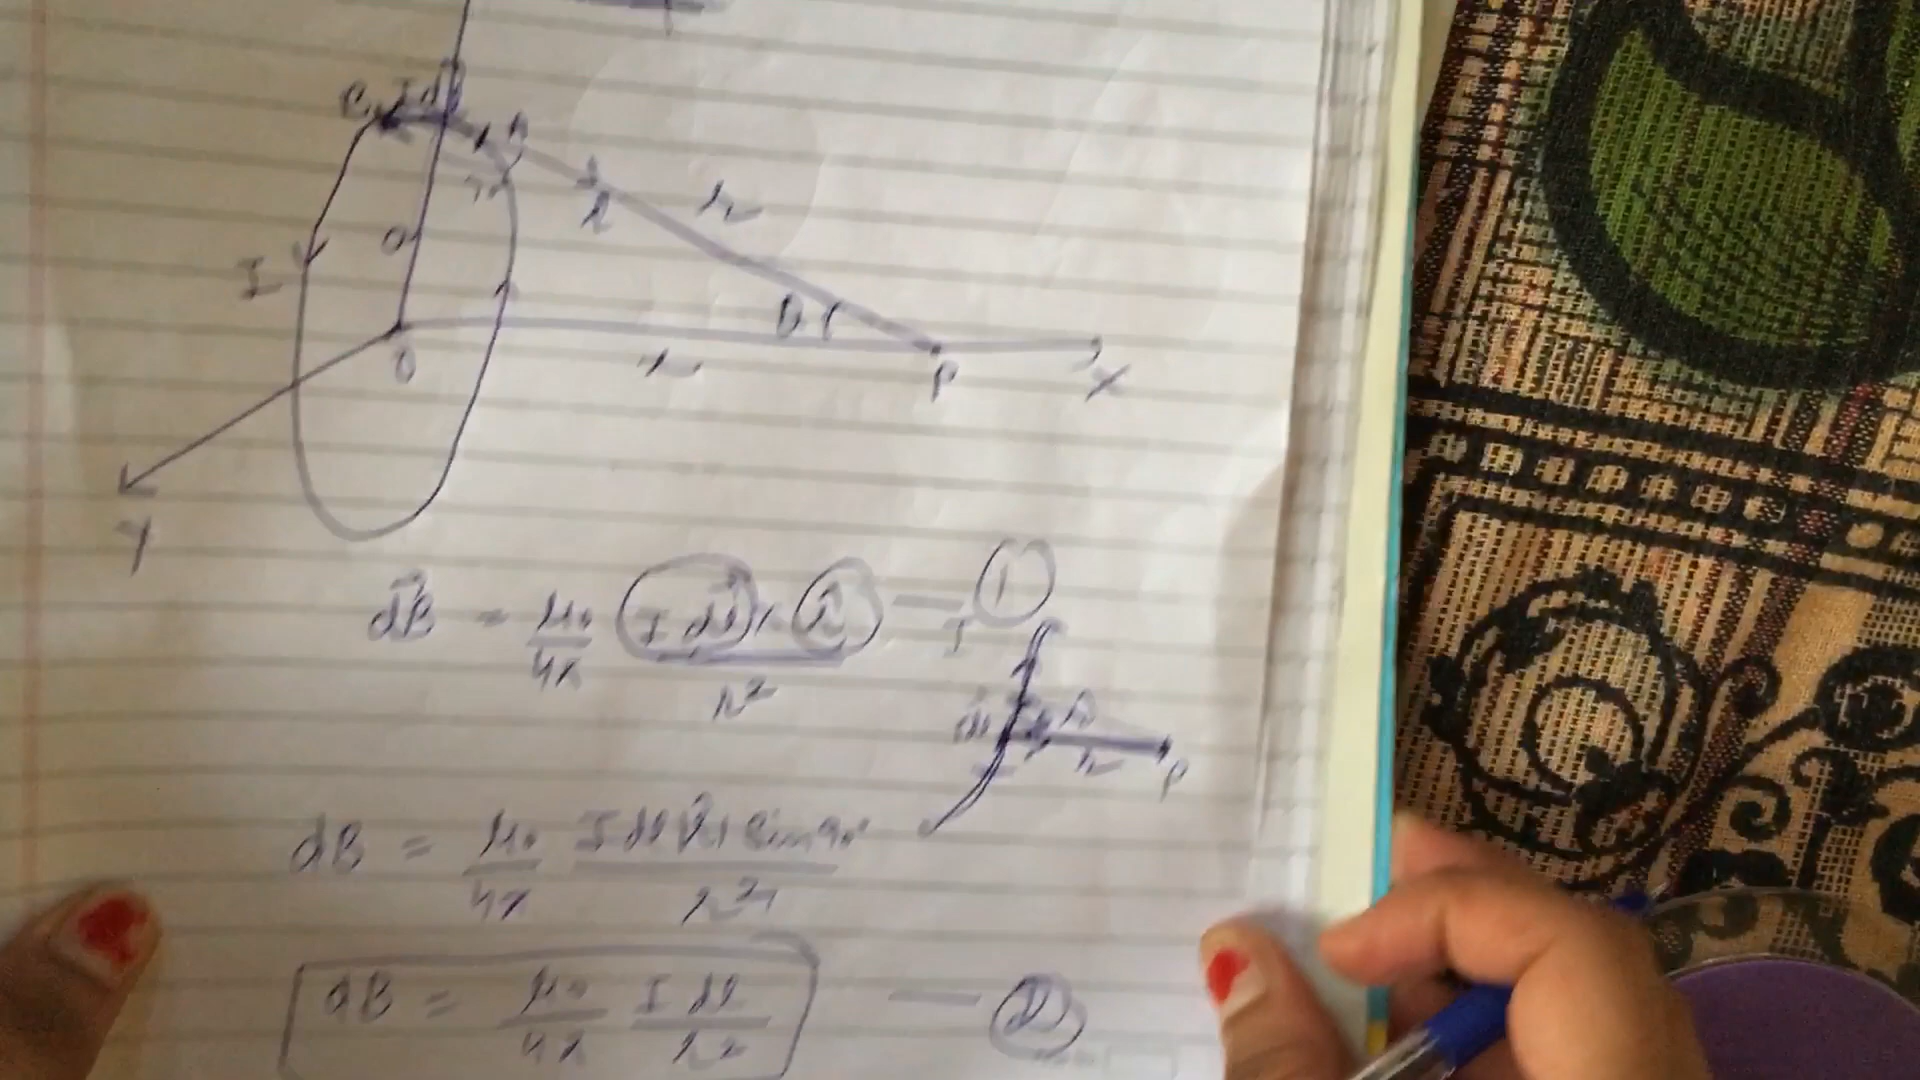 I dl
I
a
r
θ
O
x
P
X
Y
dB⃗ = μ₀/4π I dl⃗ × r̂ / r² — ①
I
dl
r̂
r
P
dB = μ₀/4π I dl |r̂| sin 90° / r²
dB = μ₀/4π I dl / r² — ②